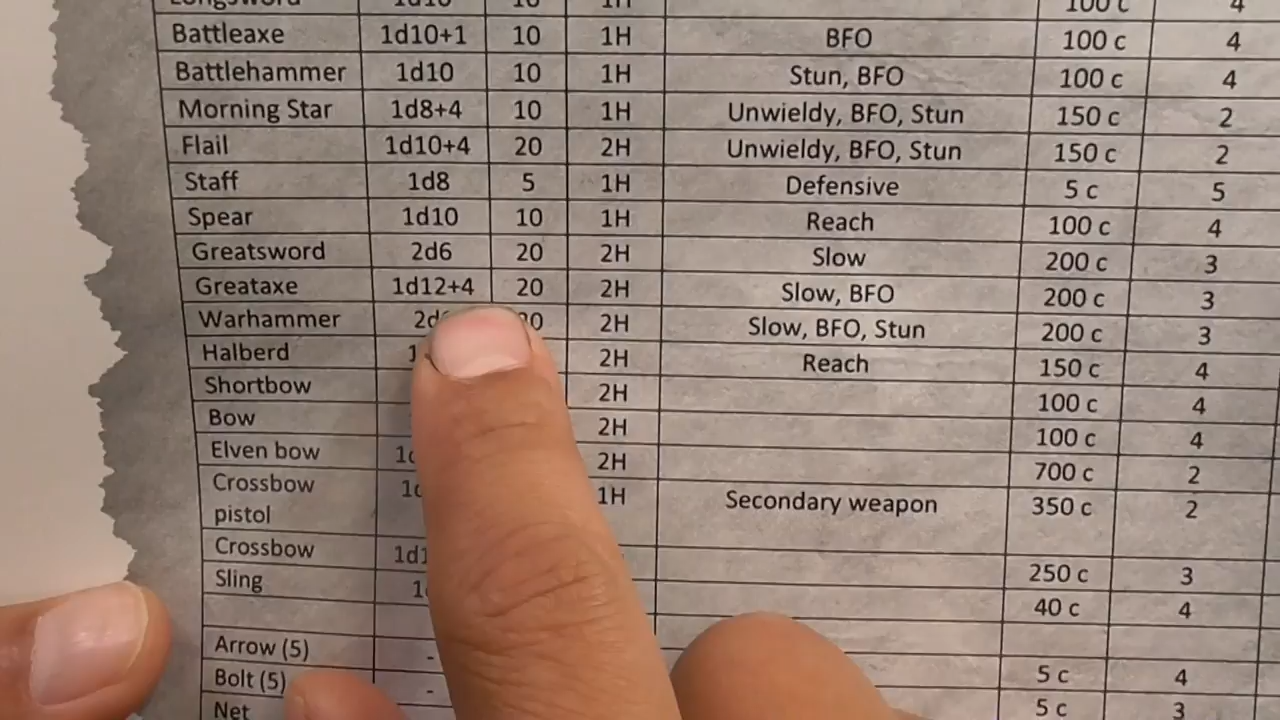 Battleaxe 1d10+1 10 1H BFO 100 c 4
Battlehammer 1d10 10 1H Stun, BFO 100 c 4
Morning Star 1d8+4 10 1H Unwieldy, BFO, Stun 150 c 2
Flail 1d10+4 20 2H Unwieldy, BFO, Stun 150 c 2
Staff 1d8 5 1H Defensive 5 c 5
Spear 1d10 10 1H Reach 100 c 4
Greatsword 2d6 20 2H Slow 200 c 3
Greataxe 1d12+4 20 2H Slow, BFO 200 c 3
Warhammer 2H Slow, BFO, Stun 200 c 3
Halberd 2H Reach 150 c 4
Shortbow 2H 100 c 4
Bow 2H 100 c 4
Elven bow 2H 700 c 2
Crossbow 1H Secondary weapon 350 c 2
pistol
Crossbow 250 c 3
Sling 40 c 4
Arrow (5) - 5 c 4
Bolt (5) - 5 c 3
Net